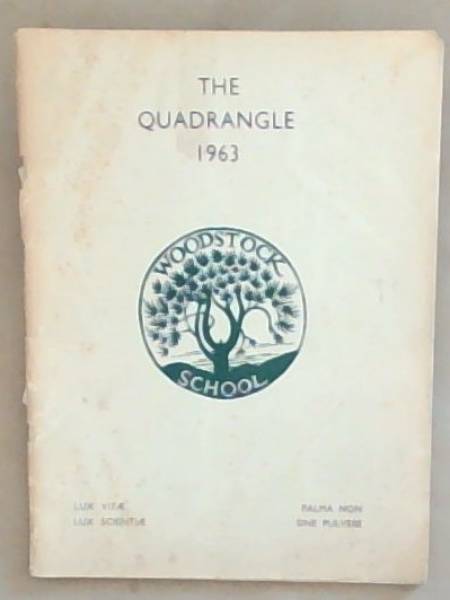 THE
QUADRANGLE
1963
WOODSTOCK
SCHOOL
LUX VITÆ
LUX SCIENTIÆ
PALMA NON
SINE PULVERE